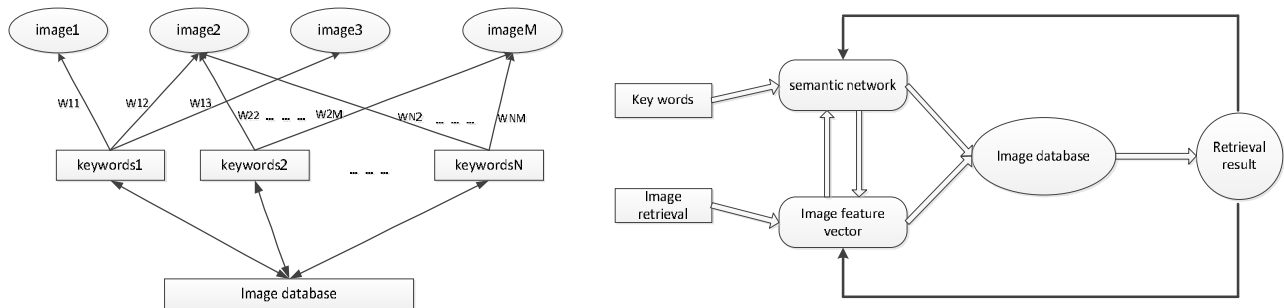 image1
image2
image3
imageM
W11
W12
W13
W22
... ... ...
W2M
WN2
... ... ...
WNM
keywords1
keywords2
... ... ...
keywordsN
Image database
Key words
semantic network
Image
retrieval
Image feature
vector
Image database
Retrieval
result